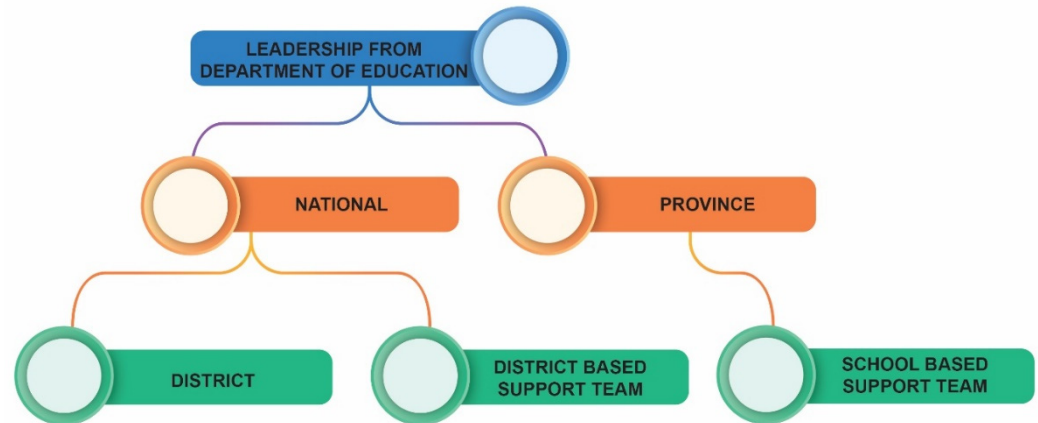 LEADERSHIP FROM
DEPARTMENT OF EDUCATION
NATIONAL
PROVINCE
DISTRICT
DISTRICT BASED
SUPPORT TEAM
SCHOOL BASED
SUPPORT TEAM